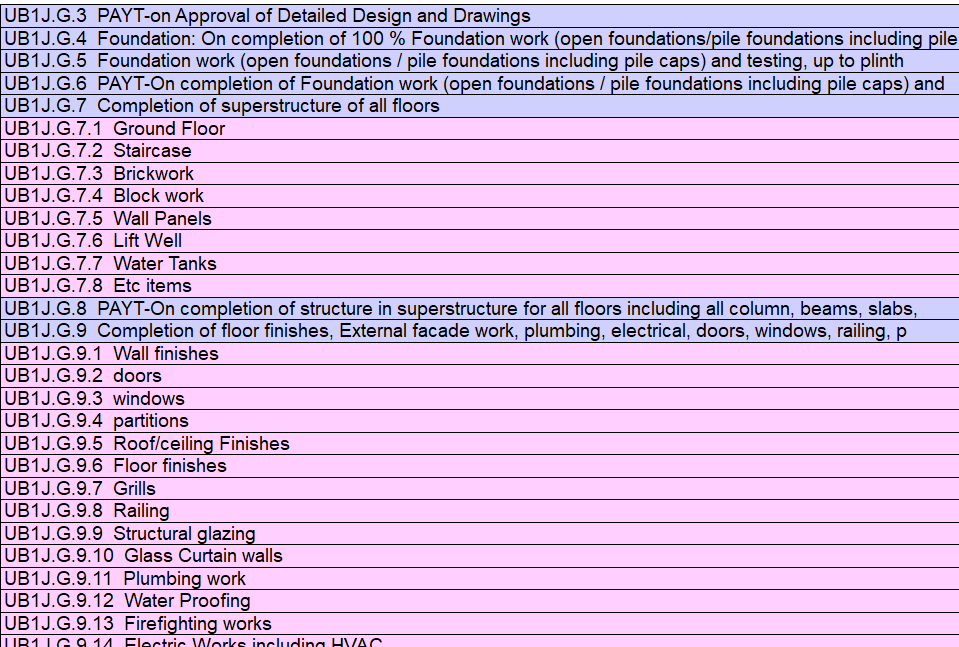 UB1J.G.3 PAYT-on Approval of Detailed Design and Drawings
UB1J.G.4 Foundation: On completion of 100 % Foundation work (open foundations/pile foundations including pile
UB1J.G.5 Foundation work (open foundations / pile foundations including pile caps) and testing, up to plinth
UB1J.G.6 PAYT-On completion of Foundation work (open foundations / pile foundations including pile caps) and
UB1J.G.7 Completion of superstructure of all floors
UB1J.G.7.1 Ground Floor
UB1J.G.7.2 Staircase
UB1J.G.7.3 Brickwork
UB1J.G.7.4 Block work
UB1J.G.7.5 Wall Panels
UB1J.G.7.6 Lift Well
UB1J.G.7.7 Water Tanks
UB1J.G.7.8 Etc items
UB1J.G.8 PAYT-On completion of structure in superstructure for all floors including all column, beams, slabs,
UB1J.G.9 Completion of floor finishes, External facade work, plumbing, electrical, doors, windows, railing, p
UB1J.G.9.1 Wall finishes
UB1J.G.9.2 doors
UB1J.G.9.3 windows
UB1J.G.9.4 partitions
UB1J.G.9.5 Roof/ceiling Finishes
UB1J.G.9.6 Floor finishes
UB1J.G.9.7 Grills
UB1J.G.9.8 Railing
UB1J.G.9.9 Structural glazing
UB1J.G.9.10 Glass Curtain walls
UB1J.G.9.11 Plumbing work
UB1J.G.9.12 Water Proofing
UB1J.G.9.13 Firefighting works
UB1J.G.9.14 Electric Works including HVAC